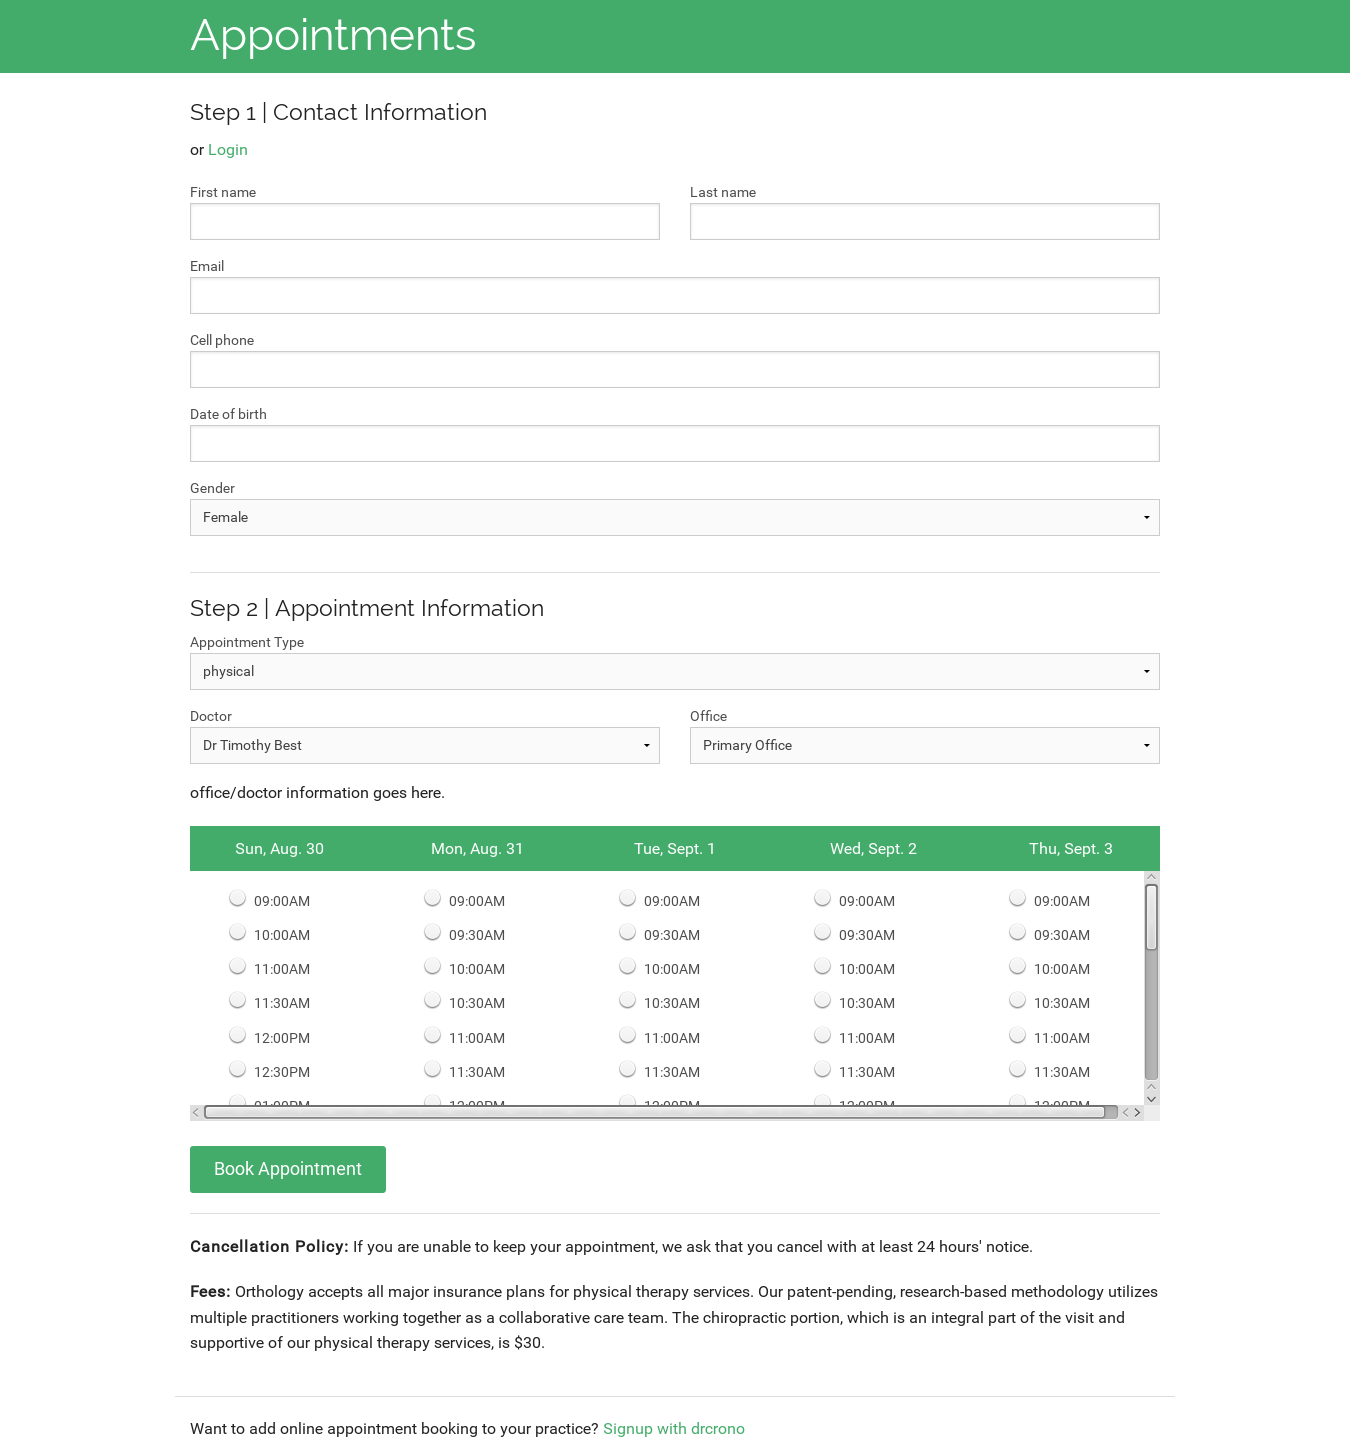 Appointments
Step 1 | Contact Information
or Login
First name
Last name
Email
Cell phone
Date of birth
Gender
Female
Step 2 | Appointment Information
Appointment Type
physical
Doctor
Office
Dr Timothy Best
Primary Office
office/doctor information goes here.
Sun, Aug. 30 Mon, Aug. 31 Tue, Sept. 1 Wed, Sept. 2 Thu, Sept. 3
09:00AM 09:00AM 09:00AM 09:00AM 09:00AM
10:00AM 09:30AM 09:30AM 09:30AM 09:30AM
11:00AM 10:00AM 10:00AM 10:00AM 10:00AM
11:30AM 10:30AM 10:30AM 10:30AM 10:30AM
12:00PM 11:00AM 11:00AM 11:00AM 11:00AM
12:30PM 11:30AM 11:30AM 11:30AM 11:30AM
01:00PM 12:00PM 12:00PM 12:00PM 12:00PM
Book Appointment
Cancellation Policy: If you are unable to keep your appointment, we ask that you cancel with at least 24 hours' notice.
Fees: Orthology accepts all major insurance plans for physical therapy services. Our patent-pending, research-based methodology utilizes
multiple practitioners working together as a collaborative care team. The chiropractic portion, which is an integral part of the visit and
supportive of our physical therapy services, is $30.
Want to add online appointment booking to your practice? Signup with drcrono